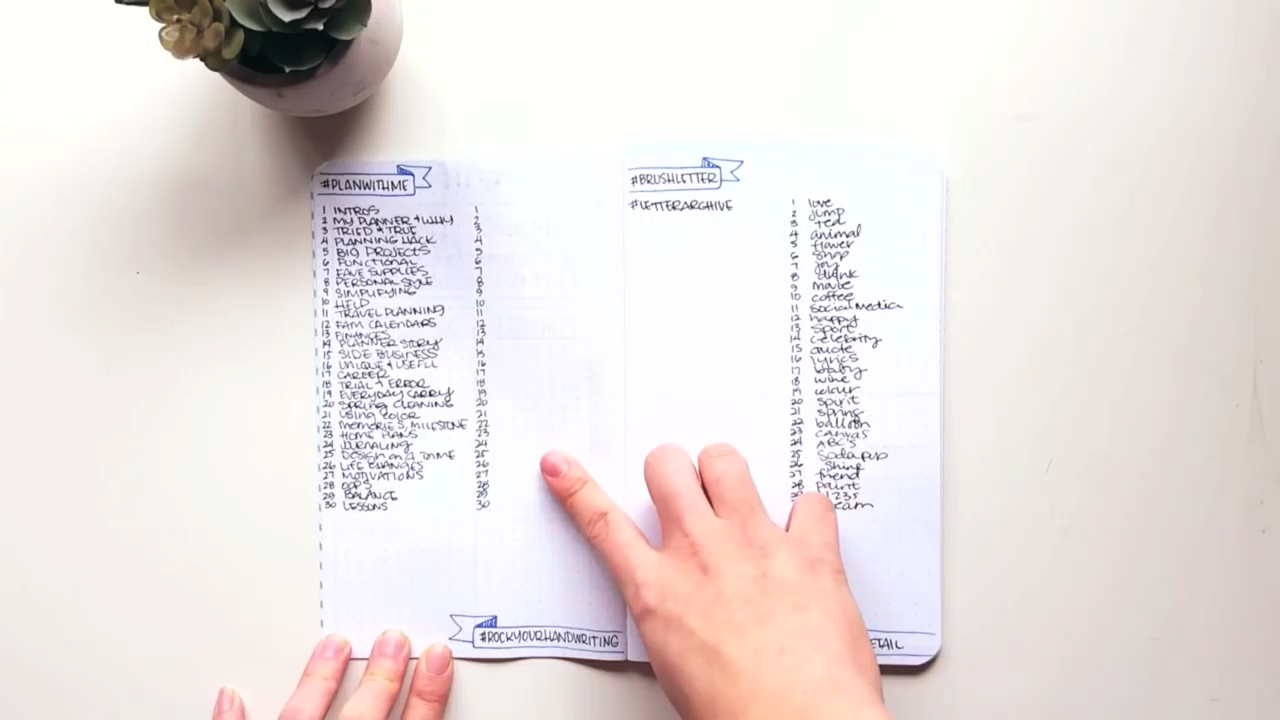 #PLANWITHME
1 INTROS
2 MY PLANNER + WHY
3 TRIED + TRUE
4 PLANNING HACK
5 BIG PROJECTS
6 FUNCTIONAL
7 FAVE SUPPLIES
8 PERSONAL STYLE
9 SIMPLIFYING
10 HELD
11 TRAVEL PLANNING
12 FAM CALENDARS
13 FINANCES
14 PLANNER STORY
15 SIDE BUSINESS
16 UNIQUE + USEFUL
17 CAREER
18 TRIAL + ERROR
19 EVERYDAY CARRY
20 SPRING CLEANING
21 USING COLOR
22 MEMORIES, MILESTONE
23 HOME PLANS
24 JOURNALING
25 DESIGN ON A DIME
26 LIFE CHANGES
27 MOTIVATIONS
28 OOPS
29 BALANCE
30 LESSONS
1
2
3
4
5
6
7
8
9
10
11
12
13
14
15
16
17
18
19
20
21
22
23
24
25
26
27
28
29
30
#ROCKYOURHANDWRITING
#BRUSHLETTER
#LETTERARCHIVE
1 love
2 jump
3 ted
4 animal
5 flower
6 shop
7 joy
8 drink
9 make
10 coffee
11 social media
12 happy
13 sport
14 celebrity
15 quote
16 lyrics
17 baby
18 wine
19 colour
20 spirit
21 spring
22 balloon
23 canvas
24 ABCS
25 soda pop
26 shine
27 friend
28 paint
1235
eam
ETAIL